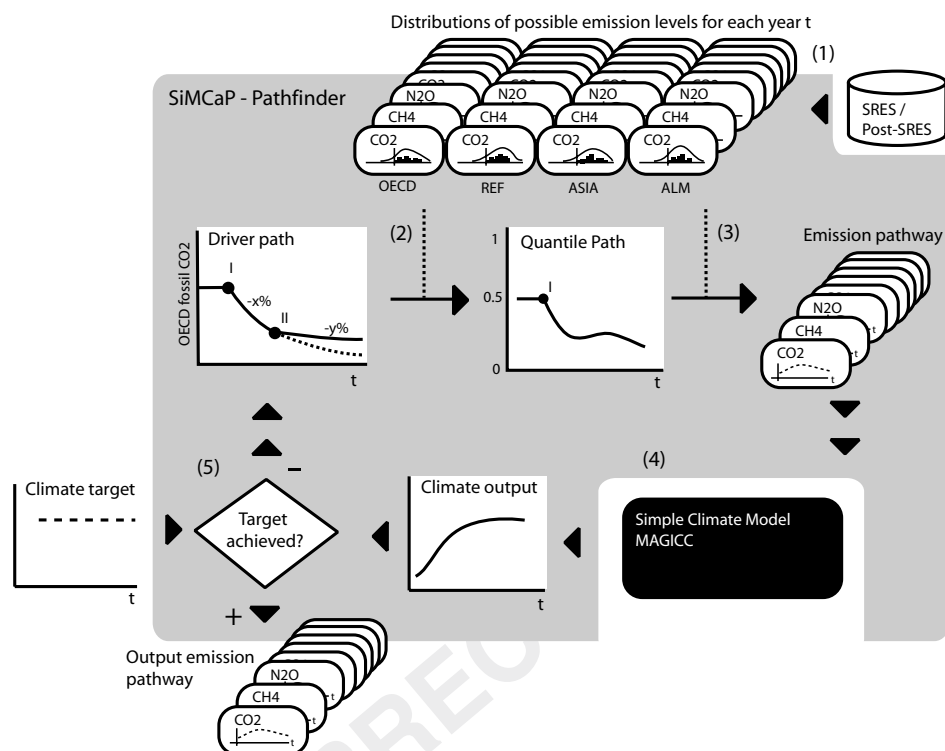 Distributions of possible emission levels for each year t
(1)
SiMCaP - Pathfinder
SRES /
Post-SRES
N2O
N2O
N2O
N2O
CH4
CH4
CH4
CH4
CO2
CO2
CO2
CO2
OECD
REF
ASIA
ALM
OECD fossil CO2
Driver path
I
-x%
II
-y%
t
(2)
1
0.5
0
Quantile Path
I
t
(3)
Emission pathway
N2O
t
CH4
t
CO2
t
(5)
−
(4)
Climate target
t
Target
achieved?
+
Climate output
t
Simple Climate Model
MAGICC
Output emission
pathway
N2O
t
CH4
t
CO2
t
PREC